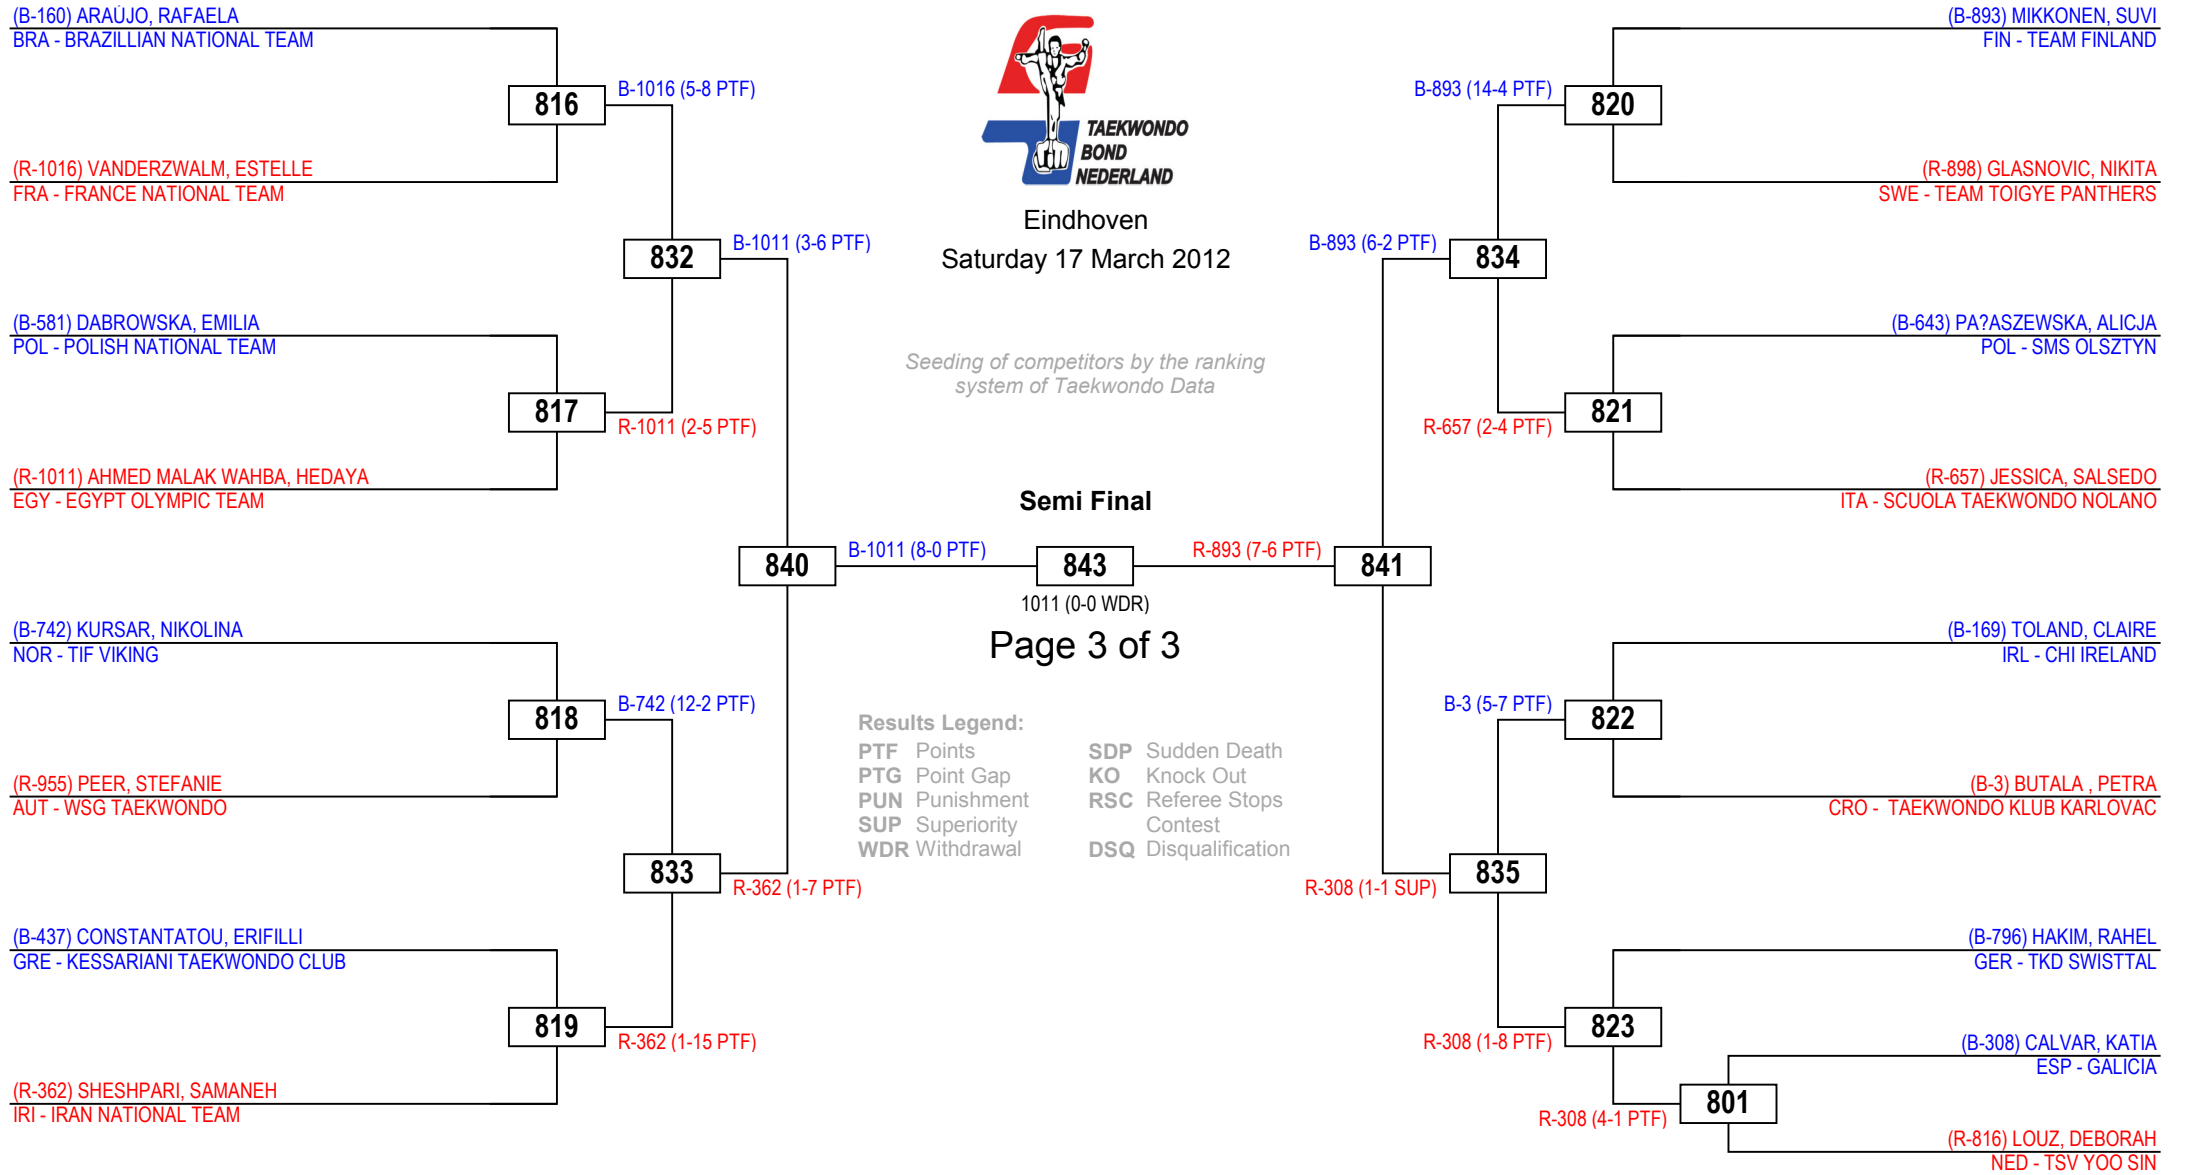 (B-160) ARAÚJO, RAFAELA
BRA - BRAZILLIAN NATIONAL TEAM
816
B-1016 (5-8 PTF)
(R-1016) VANDERZWALM, ESTELLE
FRA - FRANCE NATIONAL TEAM
832
B-1011 (3-6 PTF)
(B-581) DABROWSKA, EMILIA
POL - POLISH NATIONAL TEAM
817
R-1011 (2-5 PTF)
(R-1011) AHMED MALAK WAHBA, HEDAYA
EGY - EGYPT OLYMPIC TEAM
840
B-1011 (8-0 PTF)
(B-742) KURSAR, NIKOLINA
NOR - TIF VIKING
818
B-742 (12-2 PTF)
(R-955) PEER, STEFANIE
AUT - WSG TAEKWONDO
833
R-362 (1-7 PTF)
(B-437) CONSTANTATOU, ERIFILLI
GRE - KESSARIANI TAEKWONDO CLUB
819
R-362 (1-15 PTF)
(R-362) SHESHPARI, SAMANEH
IRI - IRAN NATIONAL TEAM
TAEKWONDO
BOND
NEDERLAND
Eindhoven
Saturday 17 March 2012
Seeding of competitors by the ranking
system of Taekwondo Data
Semi Final
843
1011 (0-0 WDR)
Page 3 of 3
Results Legend:
PTF Points SDP Sudden Death
PTG Point Gap KO Knock Out
PUN Punishment RSC Referee Stops
SUP Superiority Contest
WDR Withdrawal DSQ Disqualification
(B-893) MIKKONEN, SUVI
FIN - TEAM FINLAND
B-893 (14-4 PTF)
820
(R-898) GLASNOVIC, NIKITA
SWE - TEAM TOIGYE PANTHERS
B-893 (6-2 PTF)
834
(B-643) PA?ASZEWSKA, ALICJA
POL - SMS OLSZTYN
821
R-657 (2-4 PTF)
(R-657) JESSICA, SALSEDO
ITA - SCUOLA TAEKWONDO NOLANO
R-893 (7-6 PTF)
841
(B-169) TOLAND, CLAIRE
IRL - CHI IRELAND
B-3 (5-7 PTF)
822
(B-3) BUTALA , PETRA
CRO - TAEKWONDO KLUB KARLOVAC
835
R-308 (1-1 SUP)
(B-796) HAKIM, RAHEL
GER - TKD SWISTTAL
823
R-308 (1-8 PTF)
(B-308) CALVAR, KATIA
ESP - GALICIA
801
R-308 (4-1 PTF)
(R-816) LOUZ, DEBORAH
NED - TSV YOO SIN